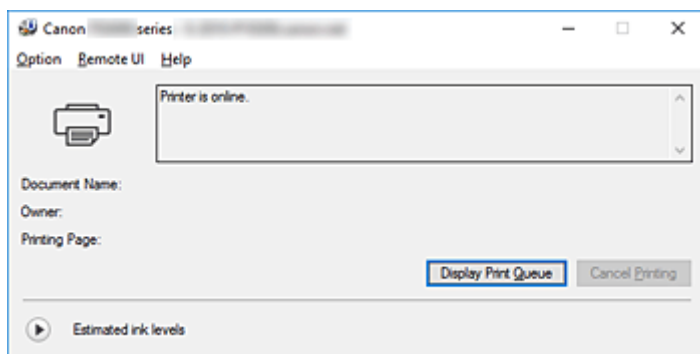 Canon series
Option Remote UI Help
Printer is online.
Document Name:
Owner:
Printing Page:
Display Print Queue Cancel Printing
Estimated ink levels